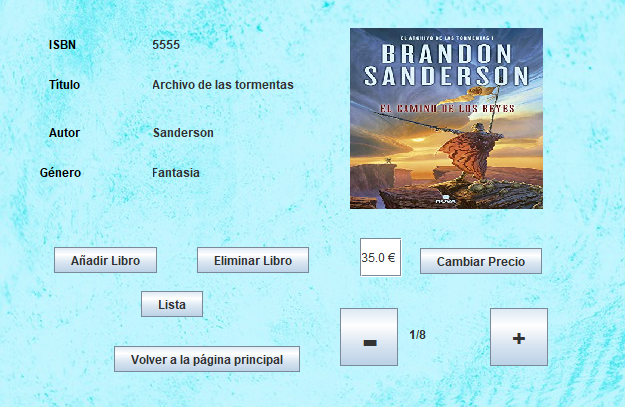 ISBN 5555
Título Archivo de las tormentas
Autor Sanderson
Género Fantasia
EL ARCHIVO DE LAS TORMENTAS I
BRANDON
SANDERSON
EL CAMINO DE LOS REYES
NOVA
Añadir Libro
Eliminar Libro
35.0 €
Cambiar Precio
Lista
-
1/8
+
Volver a la página principal